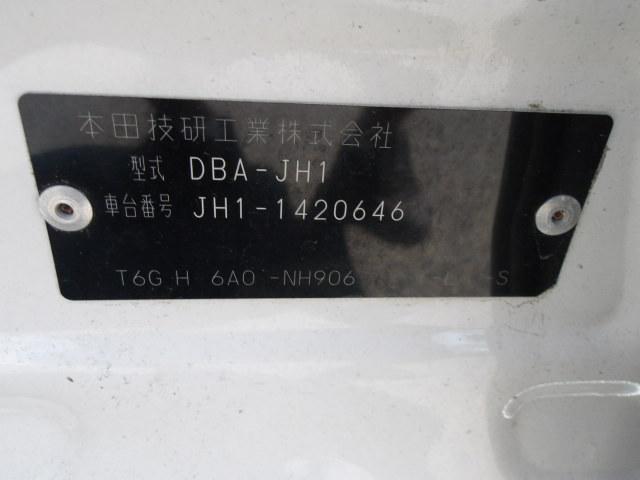 本田技研工業株式会社
型式 DBA-JH1
車台番号 JH1-1420646
T6G H 6A0 -NH906 -L -S